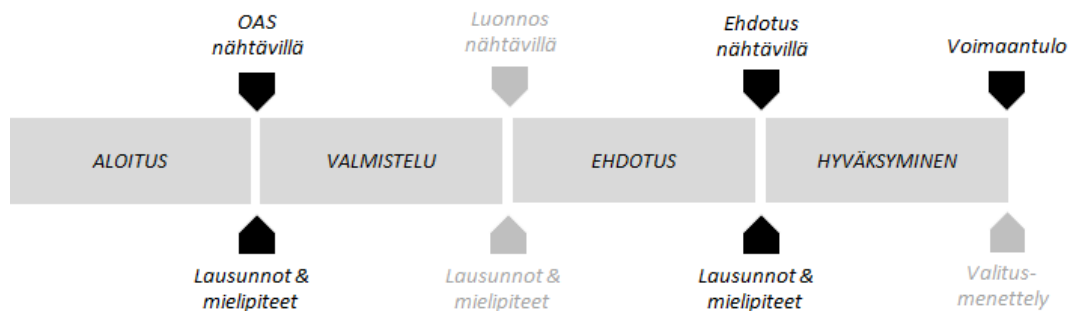 OAS
nähtävillä
Luonnos
nähtävillä
Ehdotus
nähtävillä
Voimaantulo
ALOITUS
VALMISTELU
EHDOTUS
HYVÄKSYMINEN
Lausunnot &
mielipiteet
Lausunnot &
mielipiteet
Lausunnot &
mielipiteet
Valitus-
menettely